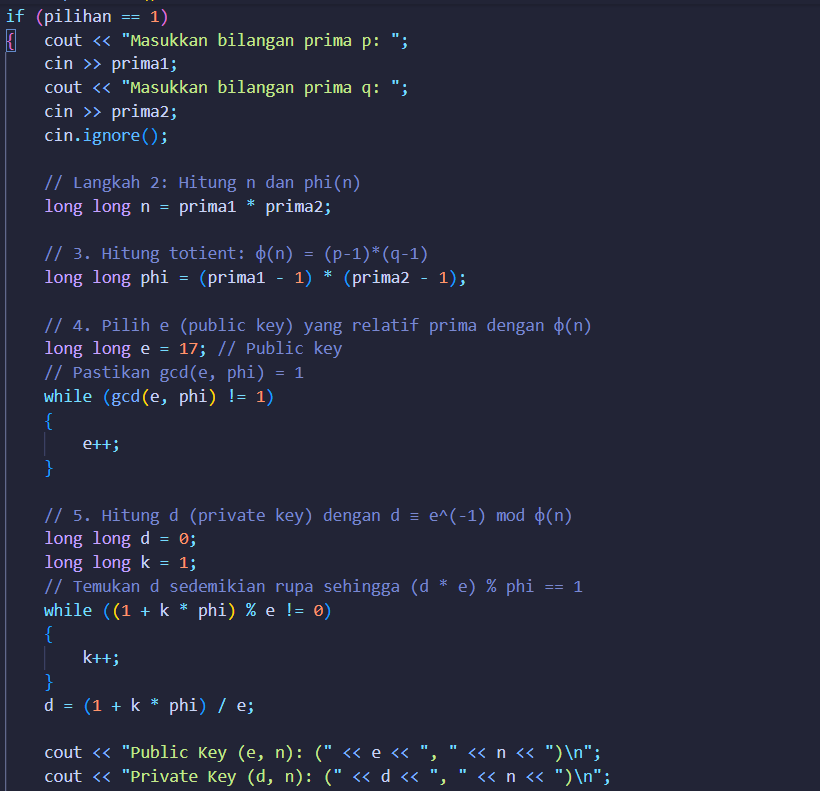 if (pilihan == 1)
{   cout << "Masukkan bilangan prima p: ";
    cin >> prima1;
    cout << "Masukkan bilangan prima q: ";
    cin >> prima2;
    cin.ignore();

    // Langkah 2: Hitung n dan phi(n)
    long long n = prima1 * prima2;

    // 3. Hitung totient: ϕ(n) = (p-1)*(q-1)
    long long phi = (prima1 - 1) * (prima2 - 1);

    // 4. Pilih e (public key) yang relatif prima dengan ϕ(n)
    long long e = 17; // Public key
    // Pastikan gcd(e, phi) = 1
    while (gcd(e, phi) != 1)
    {
        e++;
    }

    // 5. Hitung d (private key) dengan d ≡ e^(-1) mod ϕ(n)
    long long d = 0;
    long long k = 1;
    // Temukan d sedemikian rupa sehingga (d * e) % phi == 1
    while ((1 + k * phi) % e != 0)
    {
        k++;
    }
    d = (1 + k * phi) / e;

    cout << "Public Key (e, n): (" << e << ", " << n << ")\n";
    cout << "Private Key (d, n): (" << d << ", " << n << ")\n";